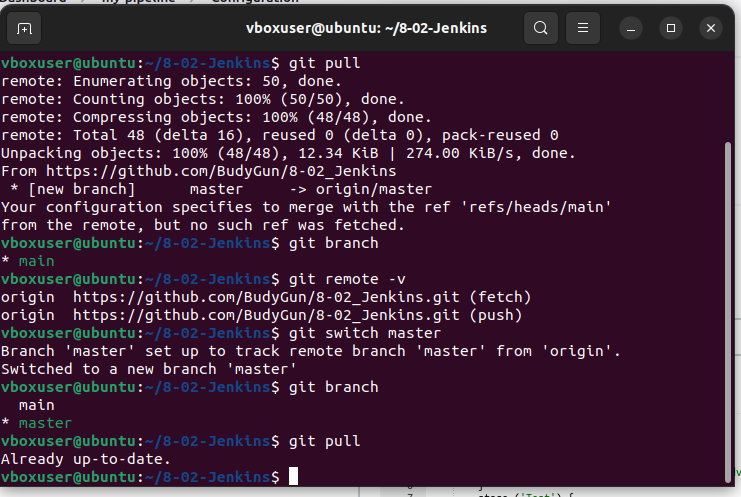 my-pipeline
Configuration
vboxuser@ubuntu: ~/8-02-Jenkins
vboxuser@ubuntu:~/8-02-Jenkins$ git pull
remote: Enumerating objects: 50, done.
remote: Counting objects: 100% (50/50), done.
remote: Compressing objects: 100% (48/48), done.
remote: Total 48 (delta 16), reused 0 (delta 0), pack-reused 0
Unpacking objects: 100% (48/48), 12.34 KiB | 274.00 KiB/s, done.
From https://github.com/BudyGun/8-02_Jenkins
 * [new branch]      master     -> origin/master
Your configuration specifies to merge with the ref 'refs/heads/main'
from the remote, but no such ref was fetched.
vboxuser@ubuntu:~/8-02-Jenkins$ git branch
* main
vboxuser@ubuntu:~/8-02-Jenkins$ git remote -v
origin  https://github.com/BudyGun/8-02_Jenkins.git (fetch)
origin  https://github.com/BudyGun/8-02_Jenkins.git (push)
vboxuser@ubuntu:~/8-02-Jenkins$ git switch master
Branch 'master' set up to track remote branch 'master' from 'origin'.
Switched to a new branch 'master'
vboxuser@ubuntu:~/8-02-Jenkins$ git branch
  main
* master
vboxuser@ubuntu:~/8-02-Jenkins$ git pull
Already up-to-date.
vboxuser@ubuntu:~/8-02-Jenkins$